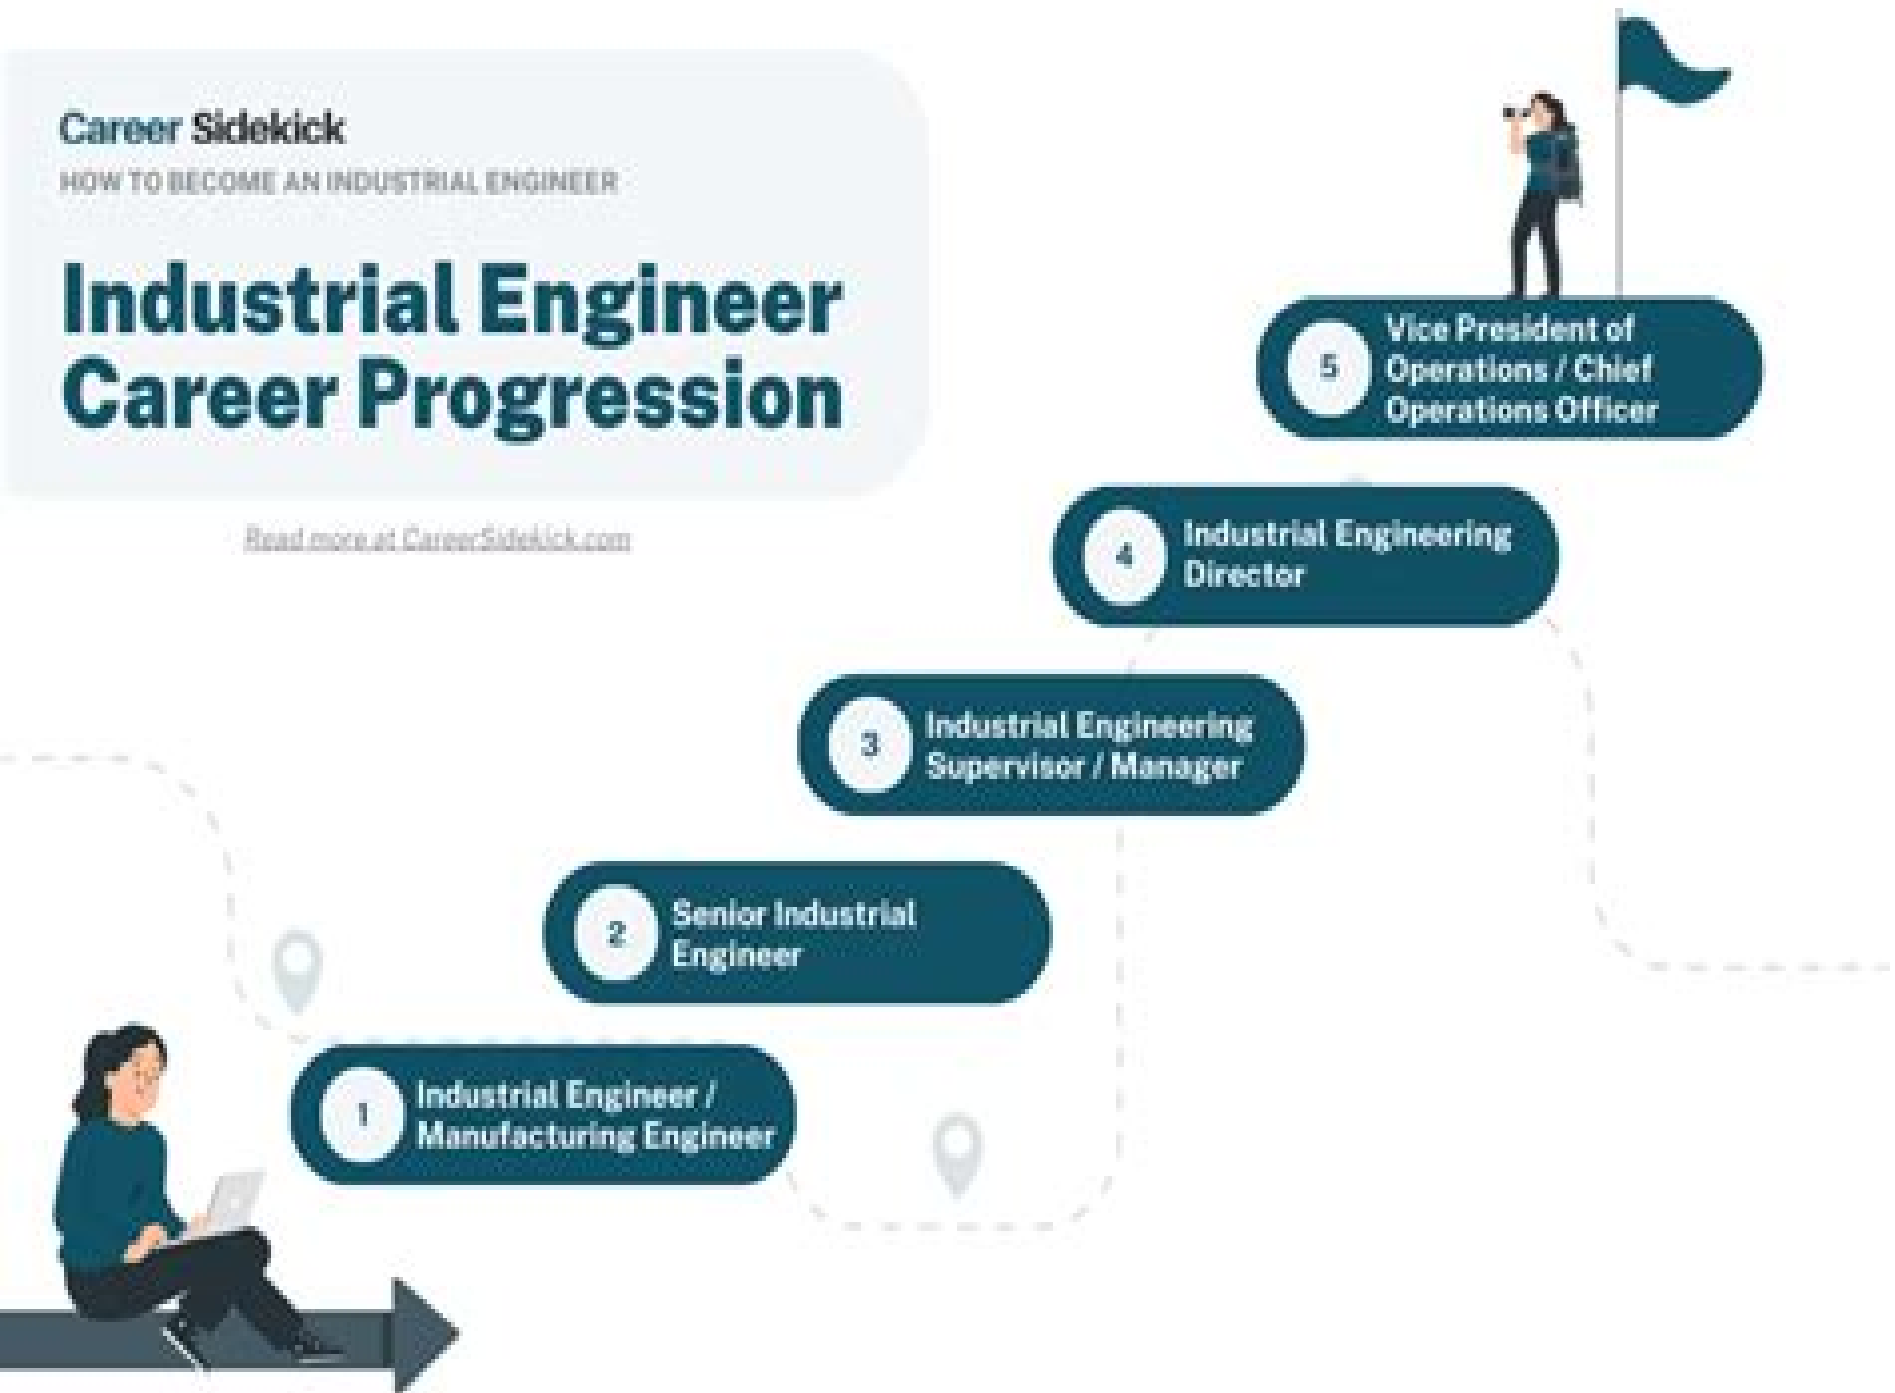 Career Sidekick
HOW TO BECOME AN INDUSTRIAL ENGINEER
Industrial Engineer
Career Progression
Read more at CareerSidekick.com
5
Vice President of
Operations / Chief
Operations Officer
4
Industrial Engineering
Director
3
Industrial Engineering
Supervisor / Manager
2
Senior Industrial
Engineer
1
Industrial Engineer /
Manufacturing Engineer